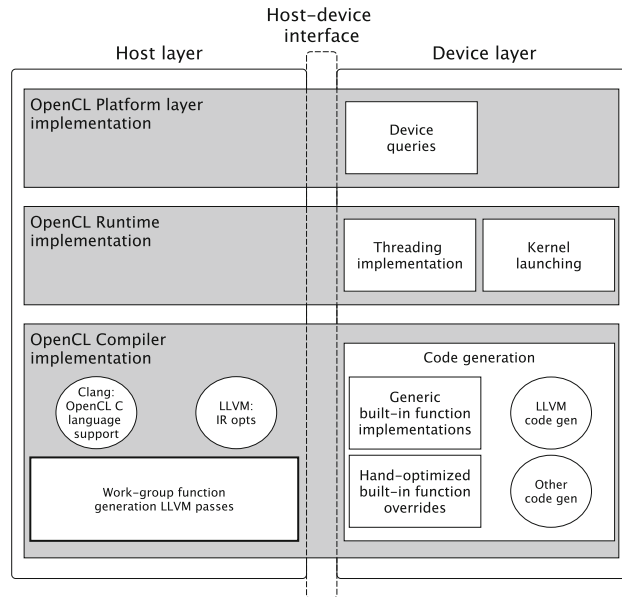 Host–device
interface
Host layer
Device layer
OpenCL Platform layer
implementation
Device
queries
OpenCL Runtime
implementation
Threading
implementation
Kernel
launching
OpenCL Compiler
implementation
Code generation
Clang:
OpenCL C
language
support
LLVM:
IR opts
Generic
built–in function
implementations
LLVM
code gen
Work–group function
generation LLVM passes
Hand–optimized
built–in function
overrides
Other
code gen